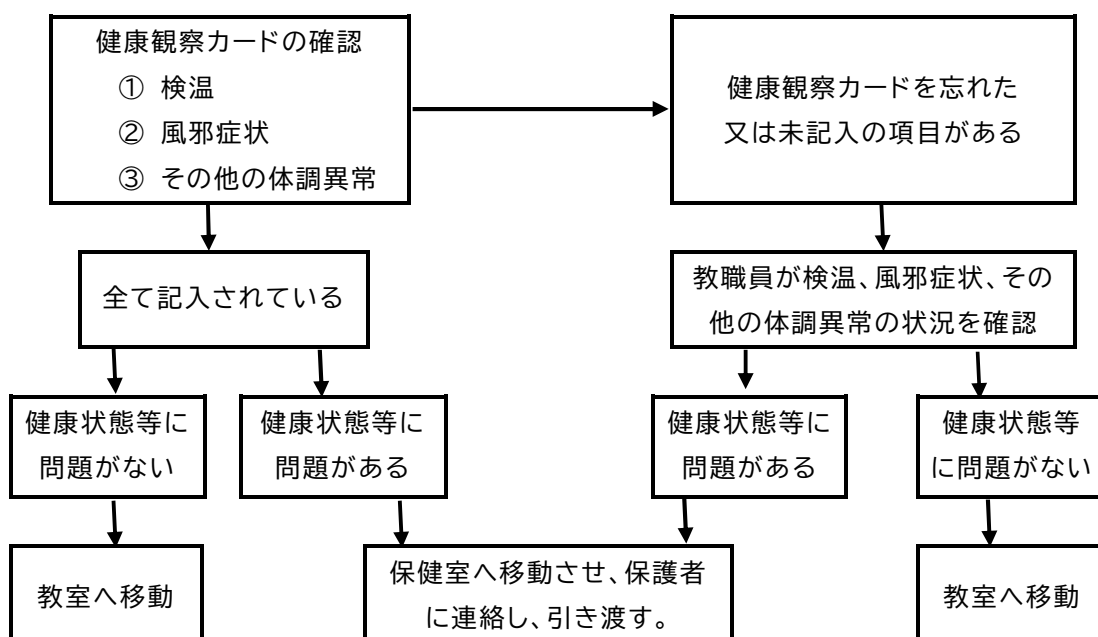 健康観察カードの確認
① 検温
② 風邪症状
③ その他の体調異常
健康観察カードを忘れた
又は未記入の項目がある
全て記入されている
教職員が検温、風邪症状、その
他の体調異常の状況を確認
健康状態等に
問題がない
健康状態等に
問題がある
健康状態等に
問題がある
健康状態等
に問題がない
教室へ移動
保健室へ移動させ、保護者
に連絡し、引き渡す。
教室へ移動